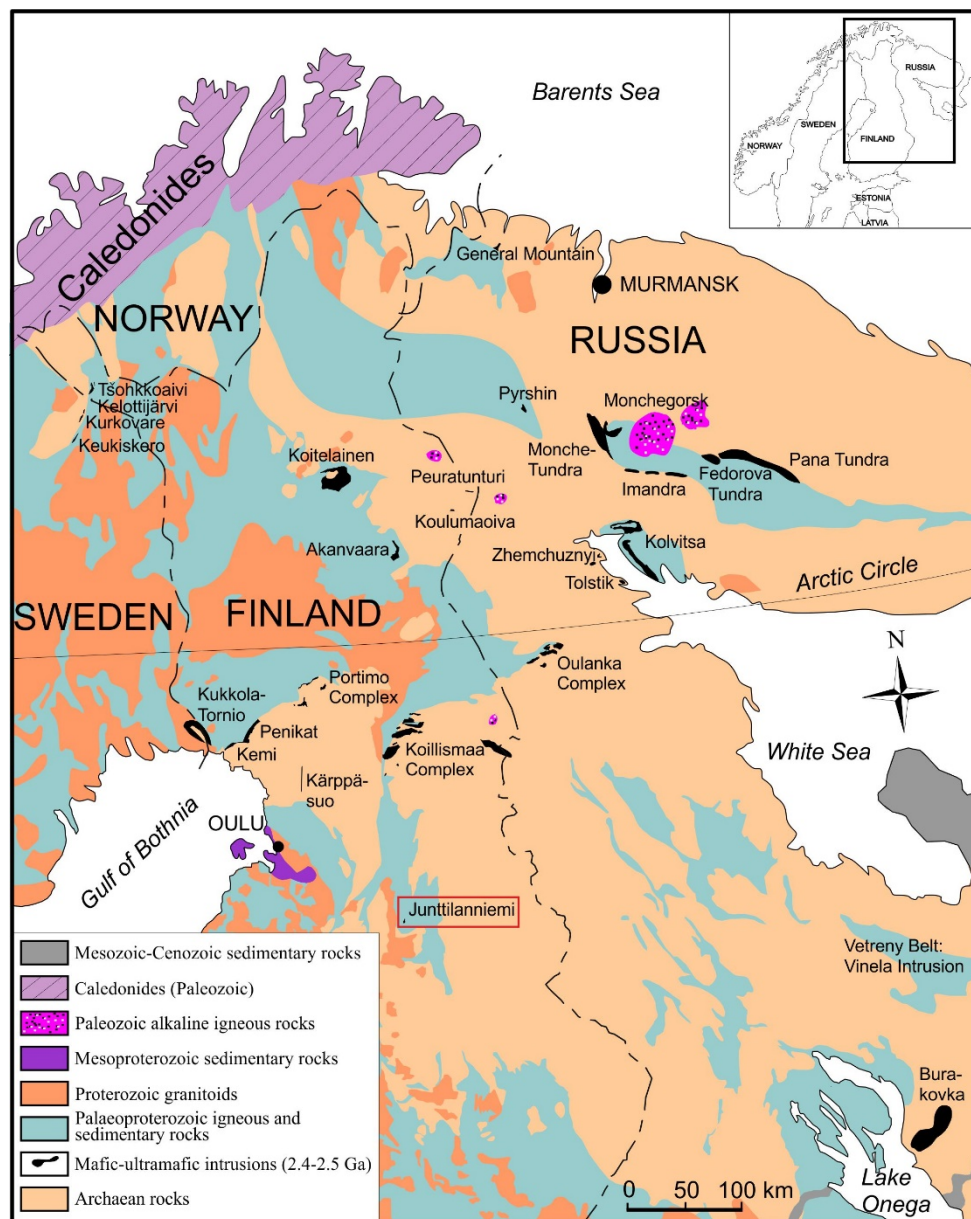 Barents Sea
NORWAY
SWEDEN
FINLAND
RUSSIA
ESTONIA
LATVIA
Caledonides
General Mountain
MURMANSK
NORWAY
RUSSIA
Tsohkkoaivi
Kelottijärvi
Kurkovare
Keukiskero
Pyrshin
Monchegorsk
Koitelainen
Peuratunturi
Monche-
Tundra
Imandra
Fedorova
Tundra
Pana Tundra
Koulumaoiva
Akanvaara
Zhemchuznyj
Kolvitsa
Tolstik
Arctic Circle
SWEDEN
FINLAND
N
Portimo
Complex
Oulanka
Complex
Kukkola-
Tornio
Penikat
Kemi
Koillismaa
Complex
White Sea
Kärppä-
suo
OULU
Gulf of Bothnia
Junttilanniemi
Vetreny Belt:
Vinela Intrusion
Bura-
kovka
Lake
Onega
0 50 100 km
Mesozoic-Cenozoic sedimentary rocks
Caledonides (Paleozoic)
Paleozoic alkaline igneous rocks
Mesoproterozoic sedimentary rocks
Proterozoic granitoids
Palaeoproterozoic igneous and
sedimentary rocks
Mafic-ultramafic intrusions (2.4-2.5 Ga)
Archaean rocks